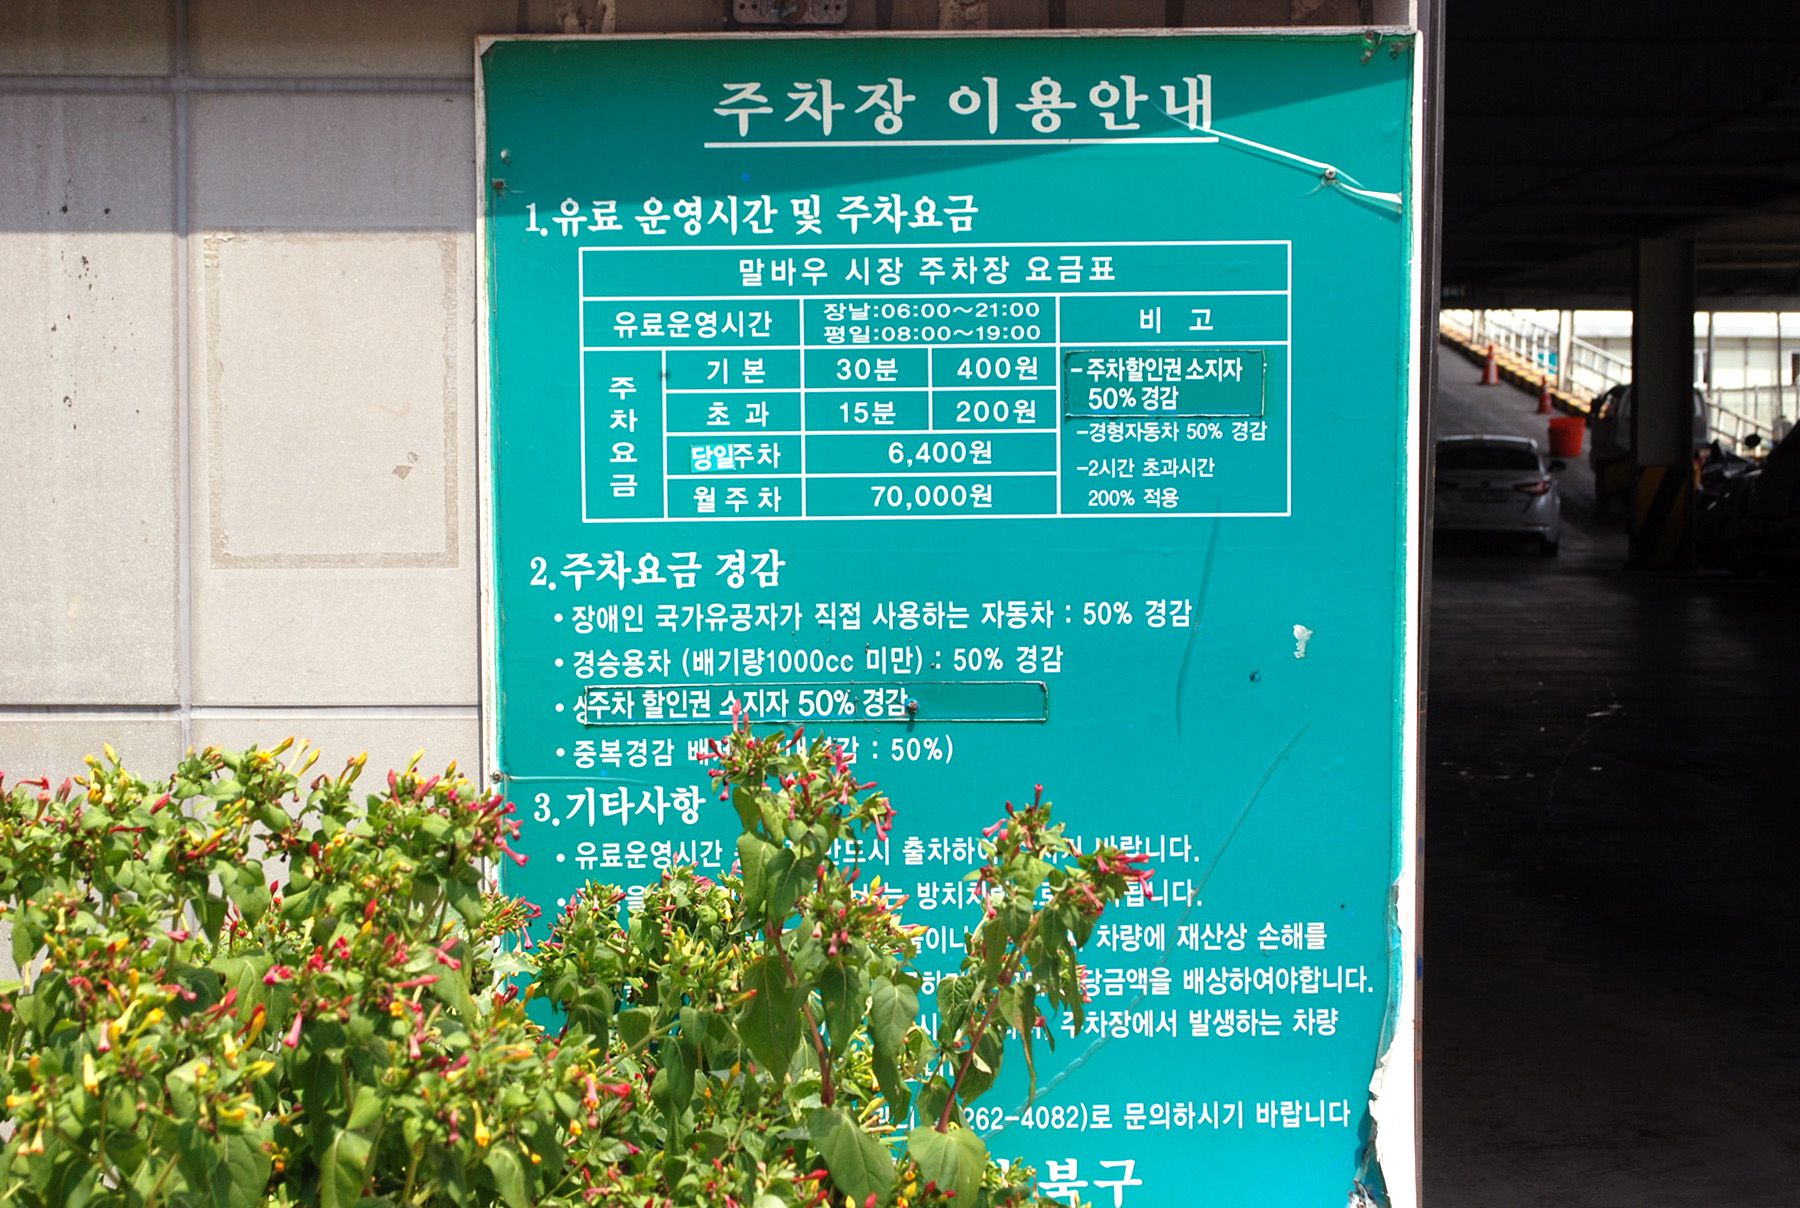 주차장 이용안내
1. 유료 운영시간 및 주차요금
말바우 시장 주차장 요금표
유료운영시간
장날:06:00~21:00
평일:08:00~19:00
비 고
주차요금
기 본 30분 400원
초 과 15분 200원
당일주차 6,400원
월 주 차 70,000원
- 주차할인권 소지자
50% 경감
-경형자동차 50% 경감
-2시간 초과시간
200% 적용
2. 주차요금 경감
• 장애인 국가유공자가 직접 사용하는 자동차 : 50% 경감
• 경승용차 (배기량1000cc 미만) : 50% 경감
• 주차 할인권 소지자 50% 경감
• 중복경감 : 50%)
3. 기타사항
• 유료운영시간 출차하여 바랍니다.
방치차량으로
차량에 재산상 손해를
배상하여야합니다.
주차장에서 발생하는 차량
262-4082)로 문의하시기 바랍니다
북구